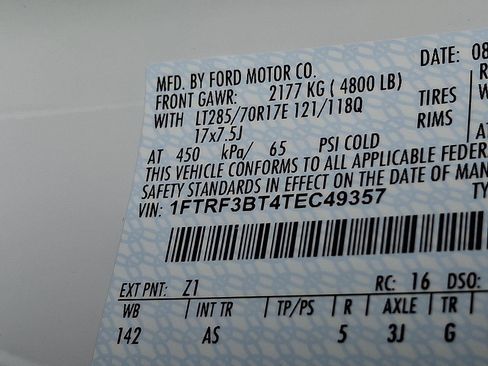 DATE: 08
MFD. BY FORD MOTOR CO.
FRONT GAWR: 2177 KG ( 4800 LB)
WITH LT285/70R17E 121/118Q TIRES
17x7.5J RIMS
AT 450 kPa/ 65 PSI COLD
THIS VEHICLE CONFORMS TO ALL APPLICABLE FEDER
SAFETY STANDARDS IN EFFECT ON THE DATE OF MAN
VIN: 1FTRF3BT4TEC49357 TY
EXT PNT: Z1 RC: 16 DSO:
WB INT TR TP/PS R AXLE TR
142 AS 5 3J G